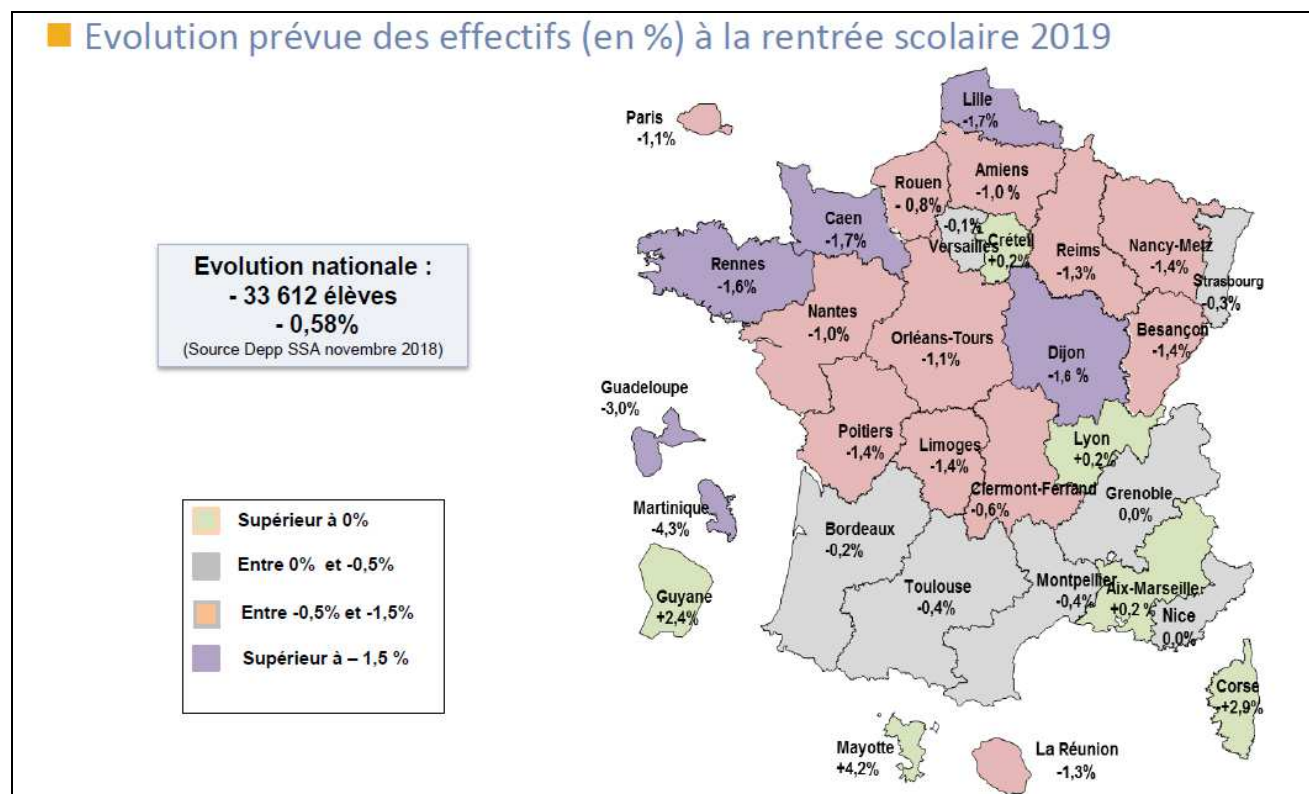 Evolution prévue des effectifs (en %) à la rentrée scolaire 2019
Evolution nationale :
- 33 612 élèves
- 0,58%
(Source Depp SSA novembre 2018)
Supérieur à 0%
Entre 0% et -0,5%
Entre -0,5% et -1,5%
Supérieur à – 1,5 %
Lille
-1,7%
Paris
-1,1%
Amiens
-1,0 %
Rouen
- 0,8%
Caen
-1,7%
-0,1%
Versailles
Créteil
+0,2%
Reims
-1,3%
Nancy-Metz
-1,4%
Strasbourg
-0,3%
Rennes
-1,6%
Nantes
-1,0%
Orléans-Tours
-1,1%
Dijon
-1,6 %
Besançon
-1,4%
Guadeloupe
-3,0%
Poitiers
-1,4%
Limoges
-1,4%
Lyon
+0,2%
Clermont-Ferrand
-0,6%
Grenoble
0,0%
Martinique
-4,3%
Bordeaux
-0,2%
Toulouse
-0,4%
Montpellier
-0,4%
Aix-Marseille
+0,2 %
Nice
0,0%
Guyane
+2,4%
Corse
+2,9%
Mayotte
+4,2%
La Réunion
-1,3%